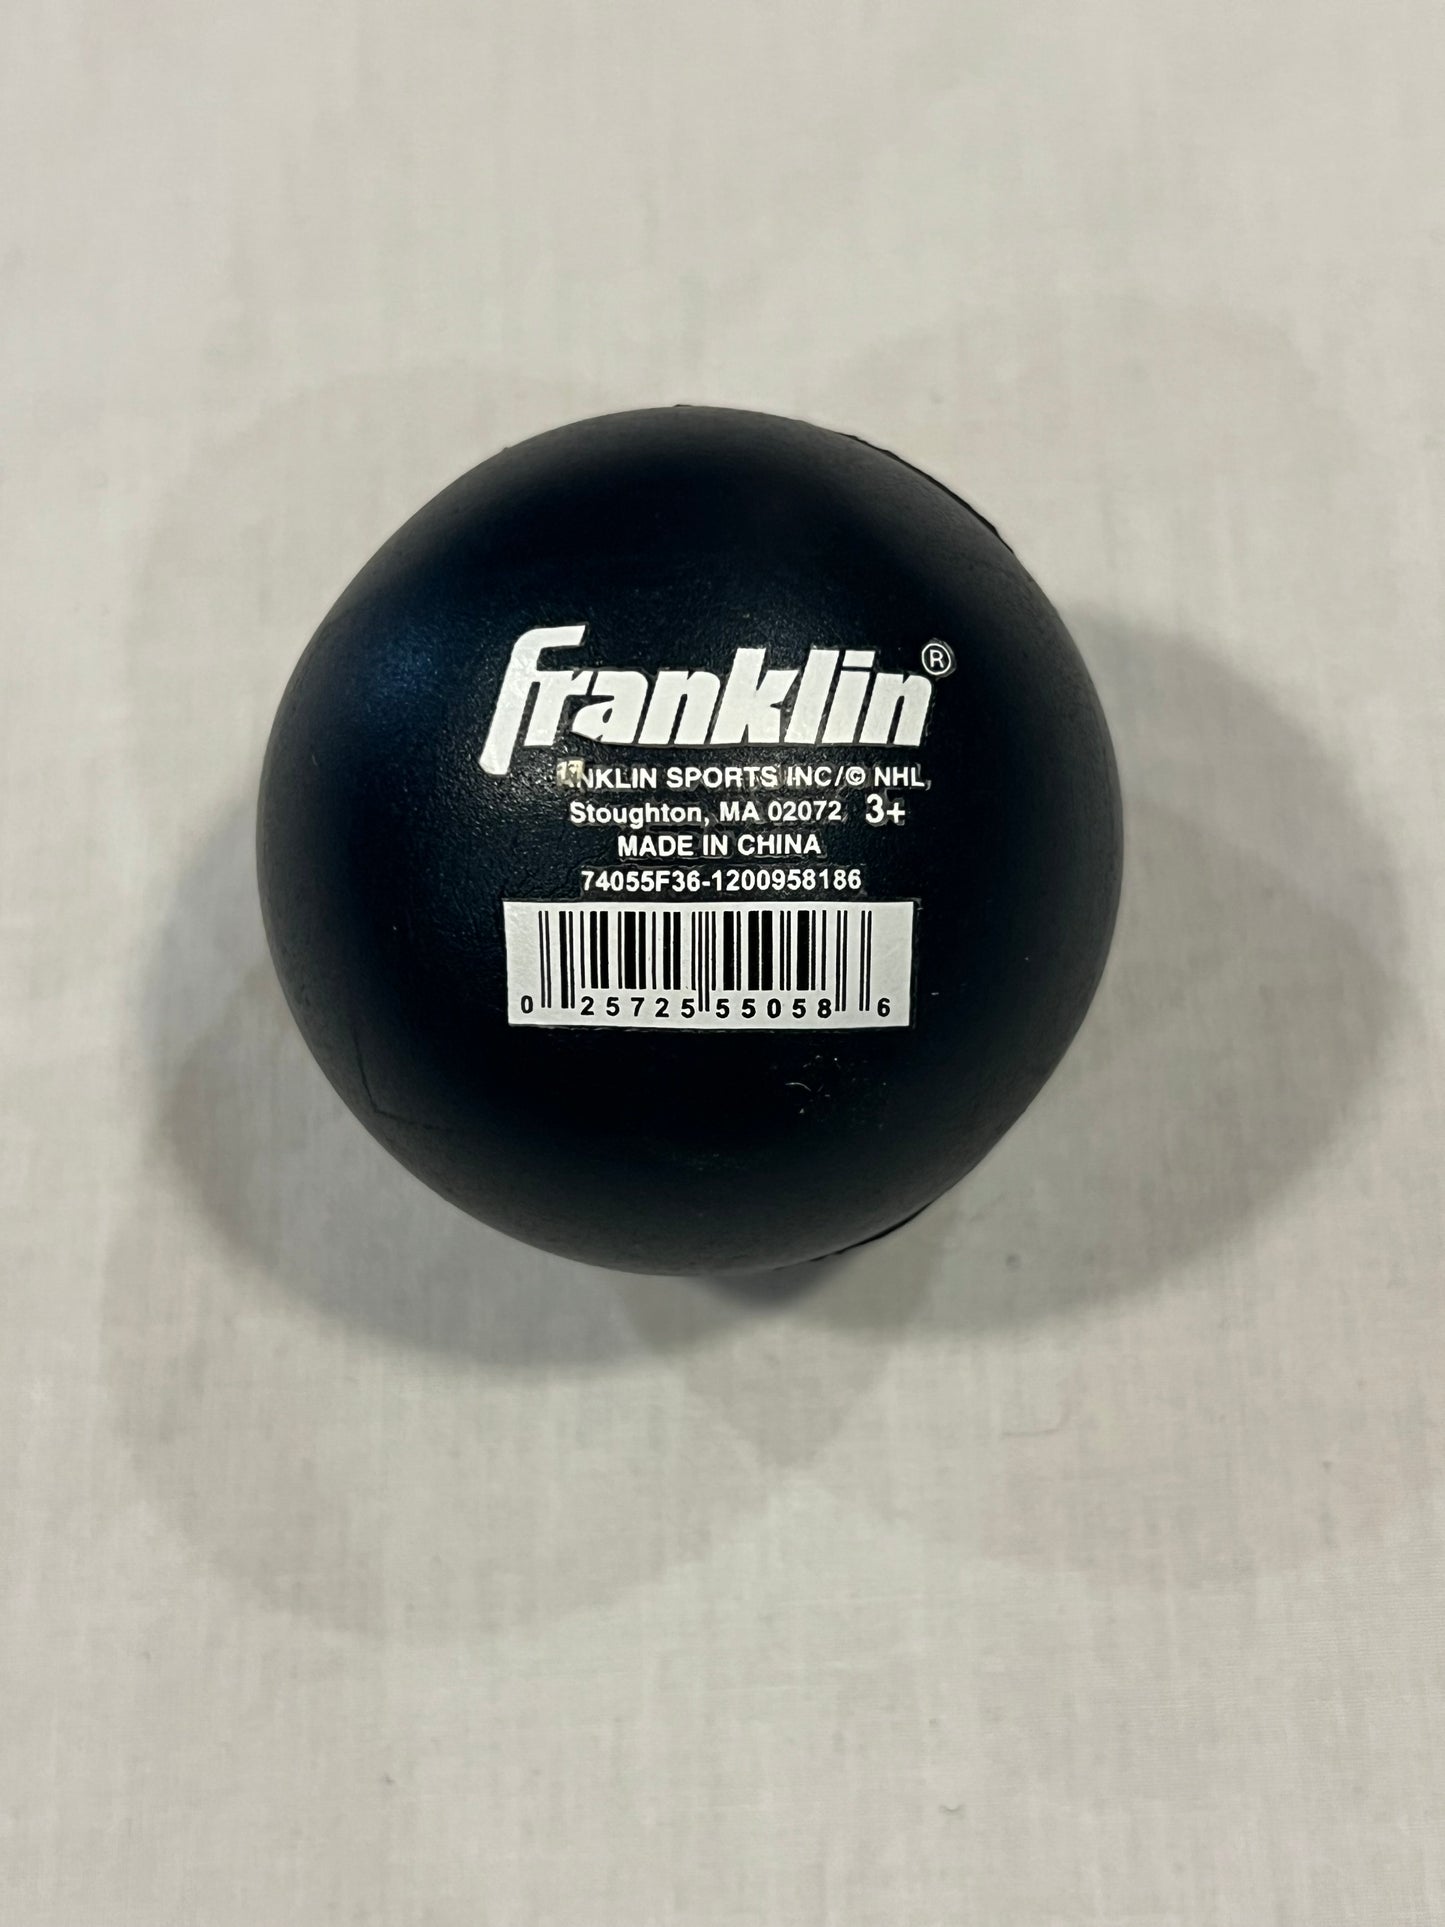 franklin®
NKLIN SPORTS INC/© NHL,
Stoughton, MA 02072 3+
MADE IN CHINA
74055F36-1200958186
0 25725 55058 6